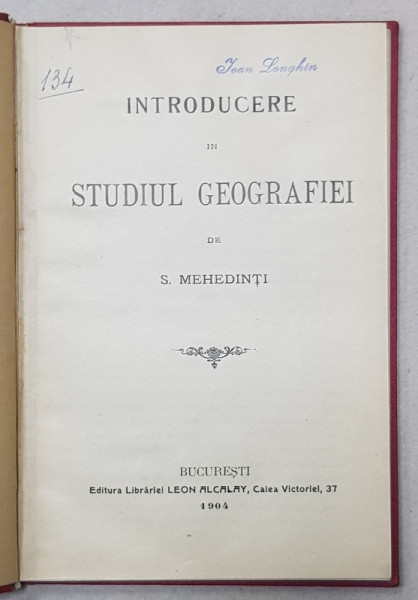 134
Ioan Longhin
INTRODUCERE
IN
STUDIUL GEOGRAFIEI
DE
S. MEHEDINȚI
BUCUREȘTI
Editura Librăriei LEON ALCALAY, Calea Victoriei, 37
1904